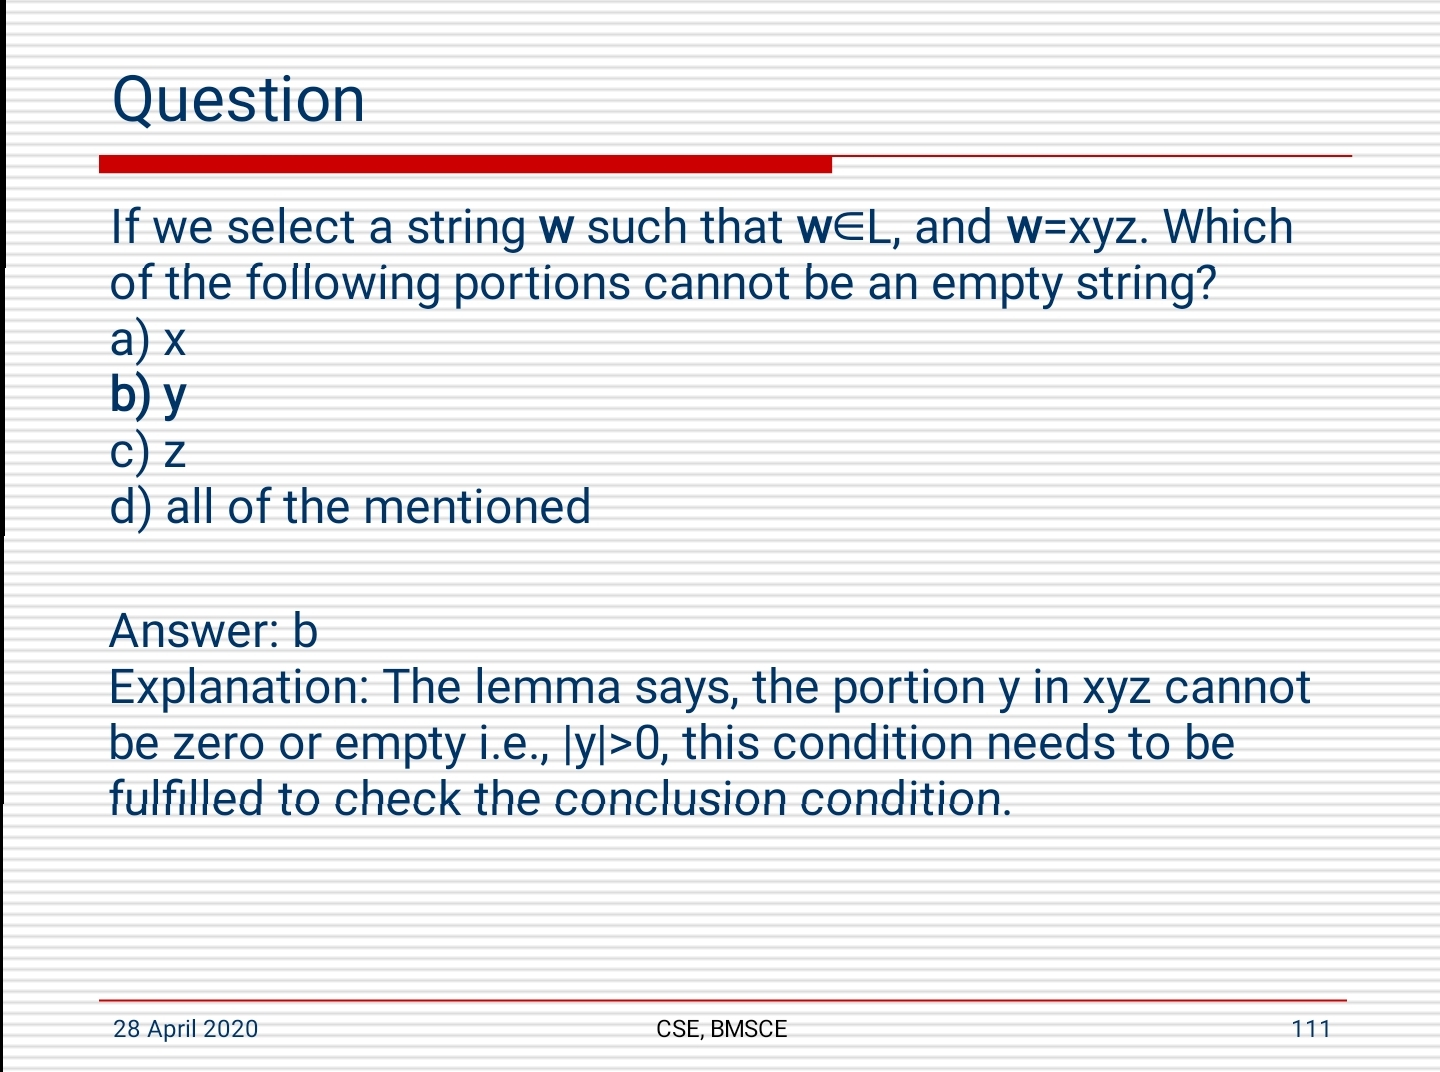 Question
If we select a string w such that w∈L, and w=xyz. Which
of the following portions cannot be an empty string?
a) x
b) y
c) z
d) all of the mentioned
Answer: b
Explanation: The lemma says, the portion y in xyz cannot
be zero or empty i.e., |y|>0, this condition needs to be
fulfilled to check the conclusion condition.
28 April 2020
CSE, BMSCE
111